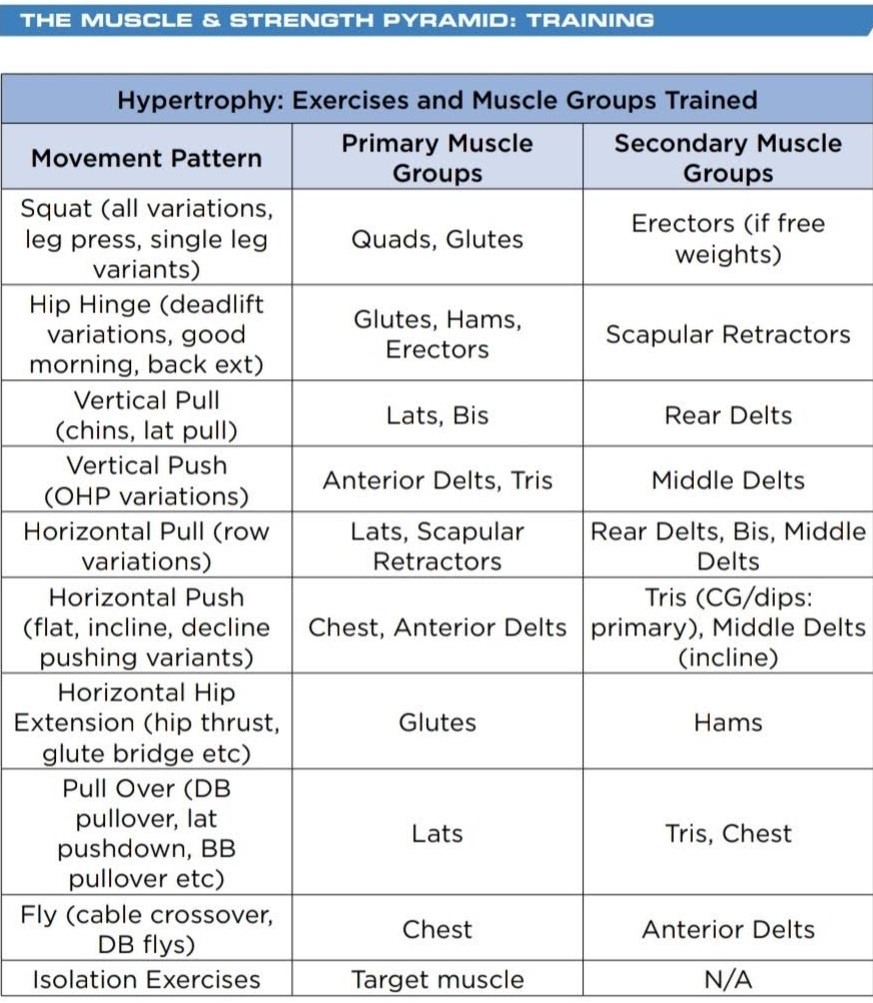 THE MUSCLE & STRENGTH PYRAMID: TRAINING
Hypertrophy: Exercises and Muscle Groups Trained
Movement Pattern
Primary Muscle
Groups
Secondary Muscle
Groups
Squat (all variations,
leg press, single leg
variants)
Quads, Glutes
Erectors (if free
weights)
Hip Hinge (deadlift
variations, good
morning, back ext)
Glutes, Hams,
Erectors
Scapular Retractors
Vertical Pull
(chins, lat pull)
Lats, Bis
Rear Delts
Vertical Push
(OHP variations)
Anterior Delts, Tris
Middle Delts
Horizontal Pull (row
variations)
Lats, Scapular
Retractors
Rear Delts, Bis, Middle
Delts
Horizontal Push
(flat, incline, decline
pushing variants)
Chest, Anterior Delts
Tris (CG/dips:
primary), Middle Delts
(incline)
Horizontal Hip
Extension (hip thrust,
glute bridge etc)
Glutes
Hams
Pull Over (DB
pullover, lat
pushdown, BB
pullover etc)
Lats
Tris, Chest
Fly (cable crossover,
DB flys)
Chest
Anterior Delts
Isolation Exercises
Target muscle
N/A